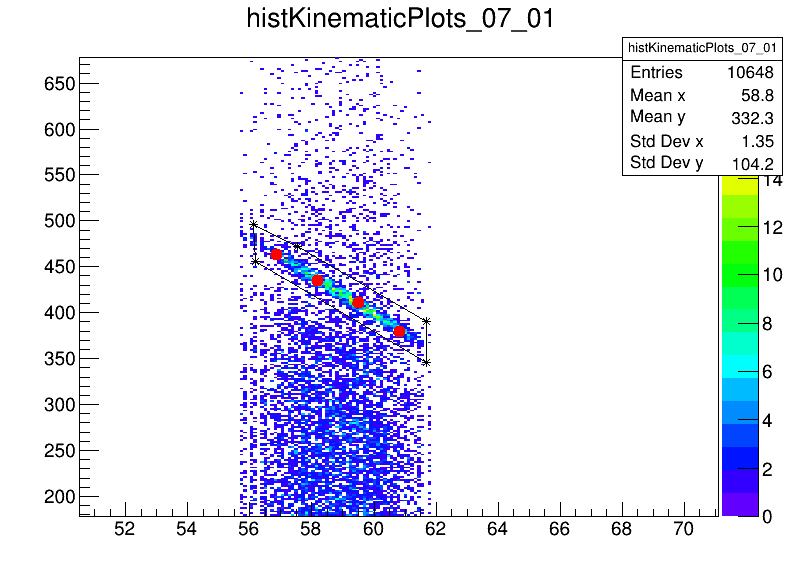 histKinematicPlots_07_01
histKinematicPlots_07_01
Entries 10648
Mean x 58.8
Mean y 332.3
Std Dev x 1.35
Std Dev y 104.2
650
600
550
500
450
400
350
300
250
200
52 54 56 58 60 62 64 66 68 70
14
12
10
8
6
4
2
0